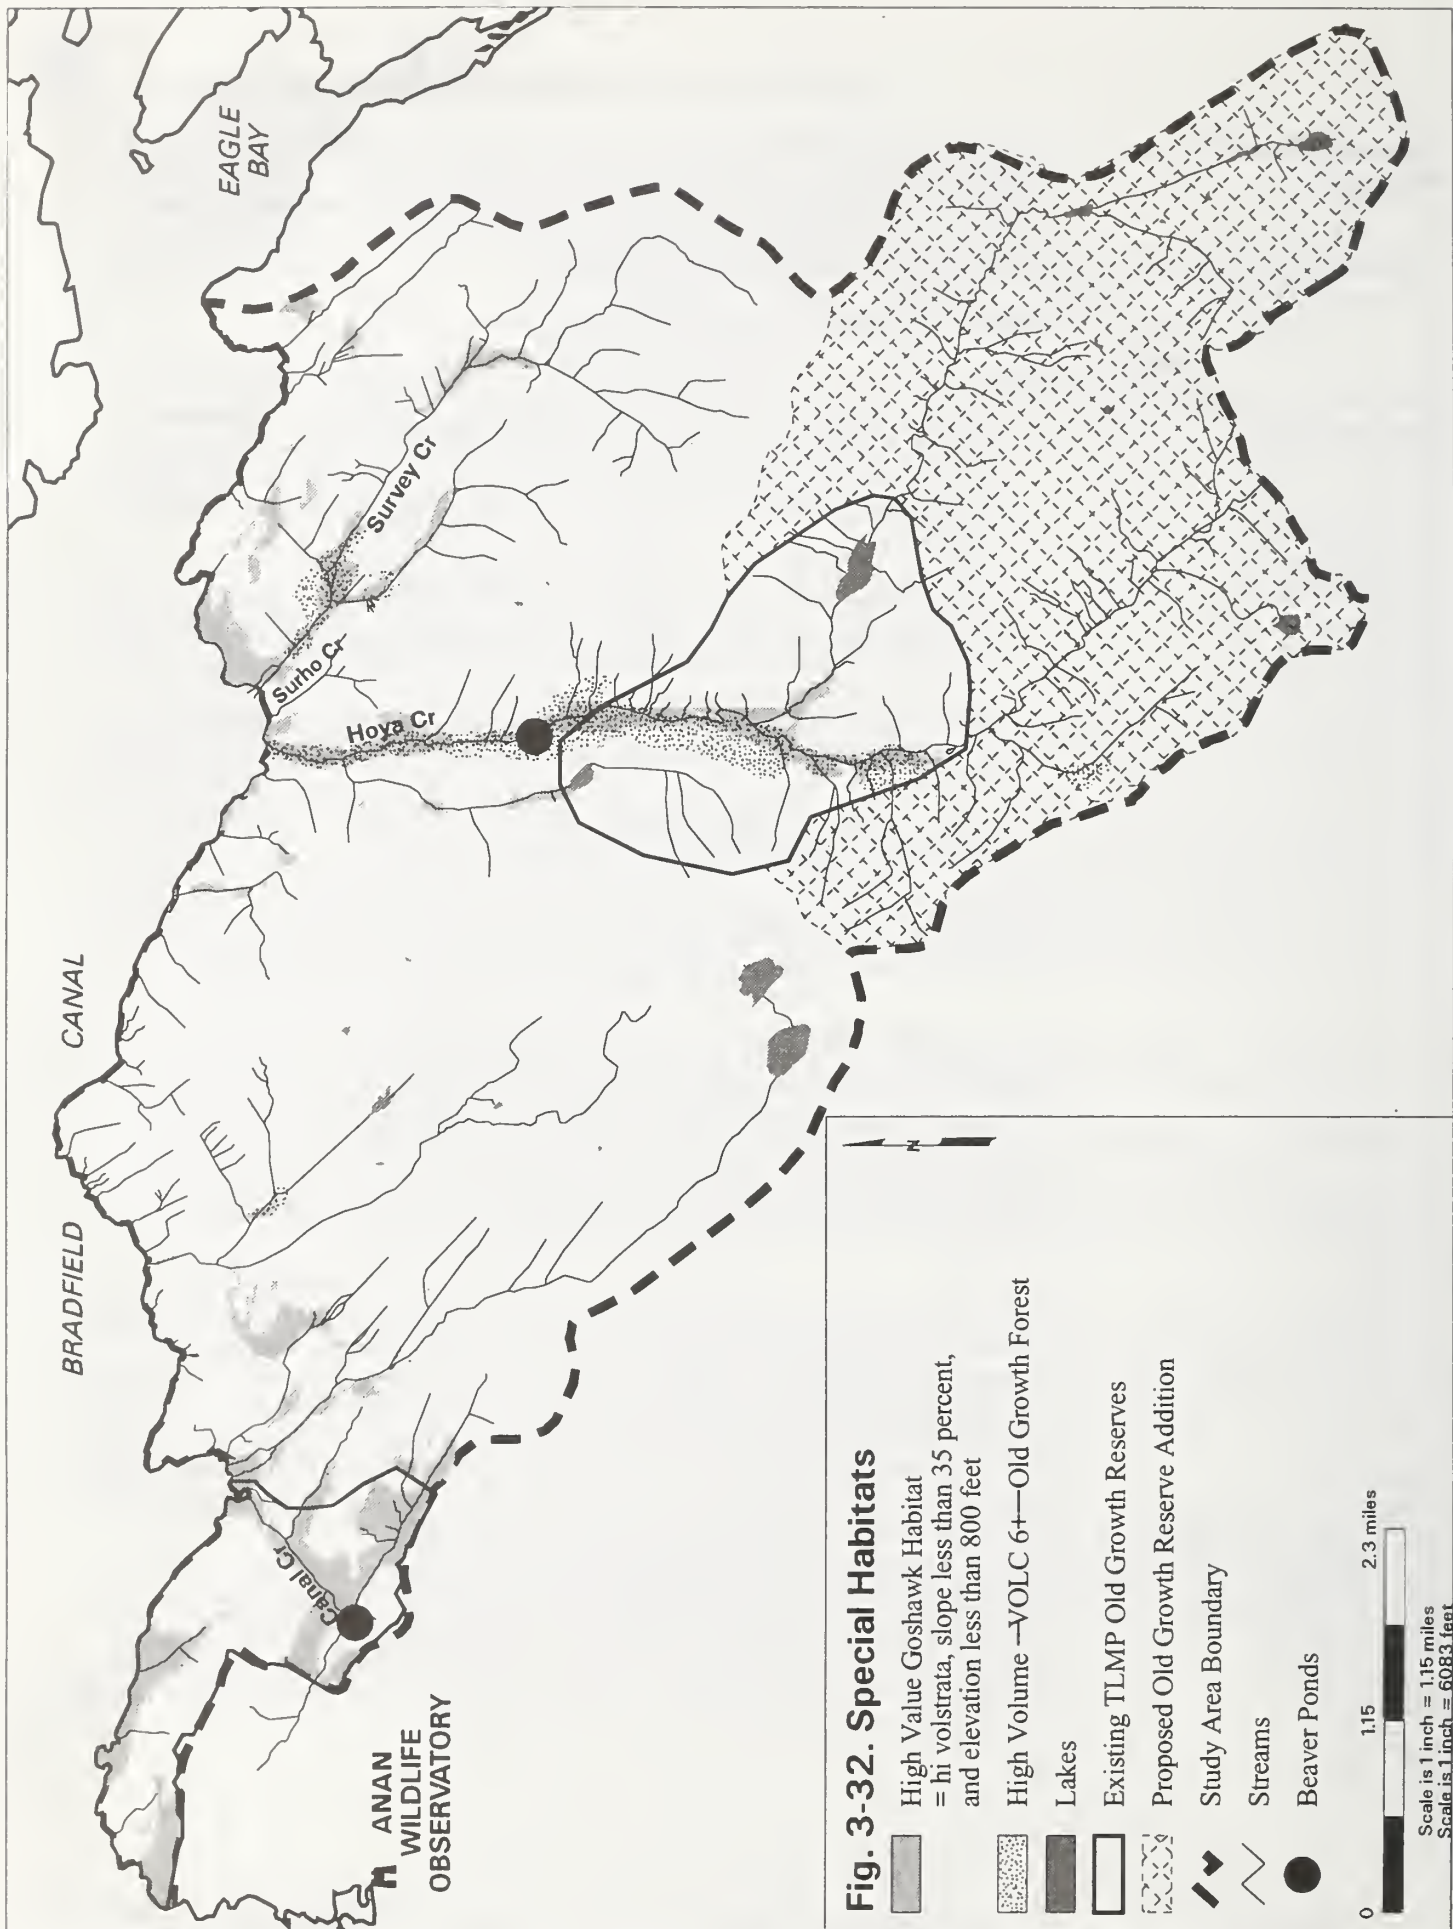 EAGLE
BAY
BRADFIELD
CANAL
Survey Cr
Surho Cr
Hoya Cr
Canal Cr
ANAN
WILDLIFE
OBSERVATORY
N
Fig. 3-32. Special Habitats
High Value Goshawk Habitat
= hi volstrata, slope less than 35 percent,
and elevation less than 800 feet
High Volume --VOLC 6+--Old Growth Forest
Lakes
Existing TLMP Old Growth Reserves
Proposed Old Growth Reserve Addition
Study Area Boundary
Streams
Beaver Ponds
0
1.15
2.3 miles
Scale is 1 inch = 1.15 miles
Scale is 1 inch = 6083 feet